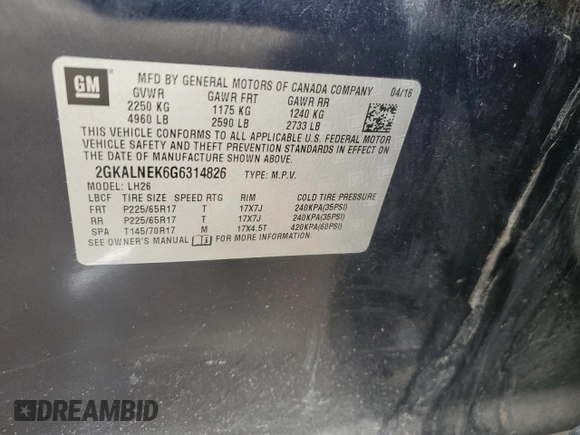 GM
MFD BY GENERAL MOTORS OF CANADA COMPANY 04/16
GVWR GAWR FRT GAWR RR
2250 KG 1175 KG 1240 KG
4960 LB 2590 LB 2733 LB
THIS VEHICLE CONFORMS TO ALL APPLICABLE U.S. FEDERAL MOTOR
VEHICLE SAFETY AND THEFT PREVENTION STANDARDS IN EFFECT
ON THE DATE OF MANUFACTURE SHOWN ABOVE.
2GKALNEK6G6314826 TYPE: M.P.V.
MODEL: LH26
LBCF TIRE SIZE SPEED RTG RIM COLD TIRE PRESSURE
FRT P225/65R17 T 17X7J 240KPA(35PSI)
RR P225/65R17 T 17X7J 240KPA(35PSI)
SPA T145/70R17 M 17X4.5T 420KPA(60PSI)
SEE OWNER'S MANUAL FOR MORE INFORMATION.
DREAMBID